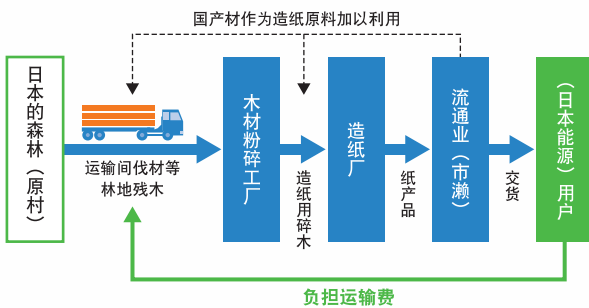 国产材作为造纸原料加以利用
日本的森林（原村）
运输间伐材等
林地残木
木材粉碎工厂
造纸用碎木
造纸厂
纸产品
流通业（市濑）
交货
（日本能源）用户
负担运输费